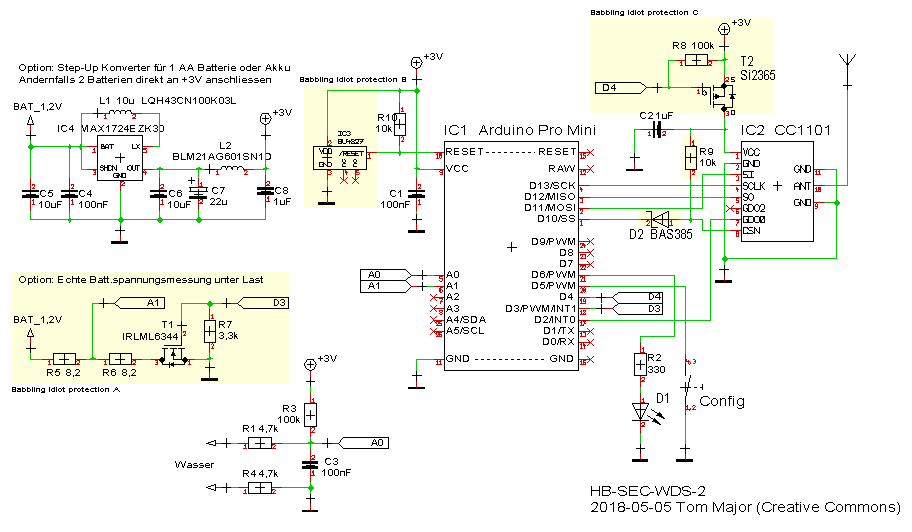 Babbling idiot protection C
+3V
R8 100k
T2
Si2365
D4
Option: Step-Up Konverter für 1 AA Batterie oder Akku
Andernfalls 2 Batterien direkt an +3V anschliessen
+3V
Babbling idiot protection B
BAT_1,2V
L1 10u LQH43CN100K03L
+3V
IC4 MAX1724EZK30
BAT LX
SHDN OUT
GND
L2
BLM21AG601SN1D
C5
10uF
C4
100nF
C6
10uF
C7
22u
C8
1uF
IC3
BU4827
VDD /RESET
GND
R10
10k
C1
100nF
IC1 Arduino Pro Mini
RESET RESET
VCC RAW
D13/SCK
D12/MISO
D11/MOSI
D10/SS
D9/PWM
D8
D7
A0 A0 D6/PWM
A1 A1 D5/PWM
A2 D4 D4
A3 D3/PWM/INT1 D3
A4/SDA D2/INT0
A5/SCL D1/TX
D0/RX
GND GND
C2 1uF
R9
10k
D2 BAS385
IC2 CC1101
VCC
GND GND
SI
SCLK ANT
SO
GDO2 GND
GDO0
CSN
Option: Echte Batt.spannungsmessung unter Last
A1 D3
BAT_1,2V
T1
IRLML6344
R7
3,3k
R5 8,2 R6 8,2
Babbling idiot protection A
+3V
R3
100k
R1 4,7k
A0
Wasser
C3
100nF
R4 4,7k
R2
330
D1
Config
HB-SEC-WDS-2
2018-05-05 Tom Major (Creative Commons)